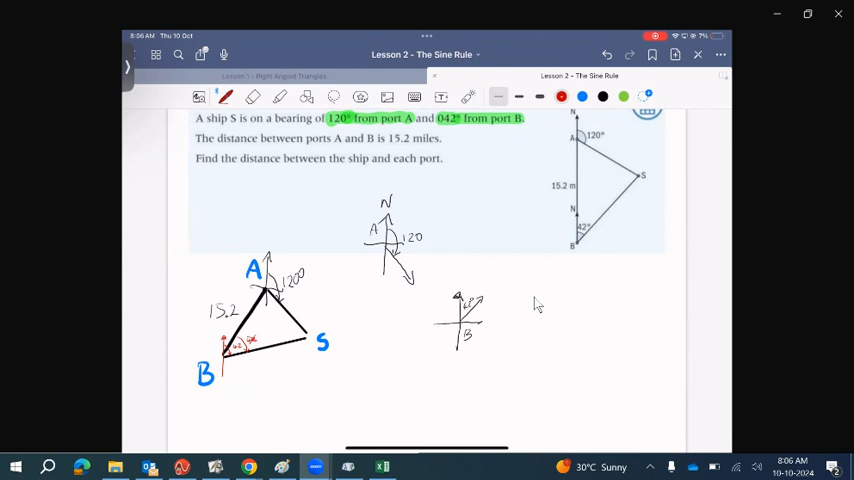 8:06 AM Thu 10 Oct
7%
Lesson 2 - The Sine Rule
Lesson 1 - Right Angled Triangles
Lesson 2 - The Sine Rule
A ship S is on a bearing of 120° from port A and 042° from port B.
The distance between ports A and B is 15.2 miles.
Find the distance between the ship and each port.
N
A
120°
S
15.2 m
N
42°
B
N
A
120
A
120°
15.2
42
S
B
B
30°C Sunny
8:06 AM
10-10-2024
2